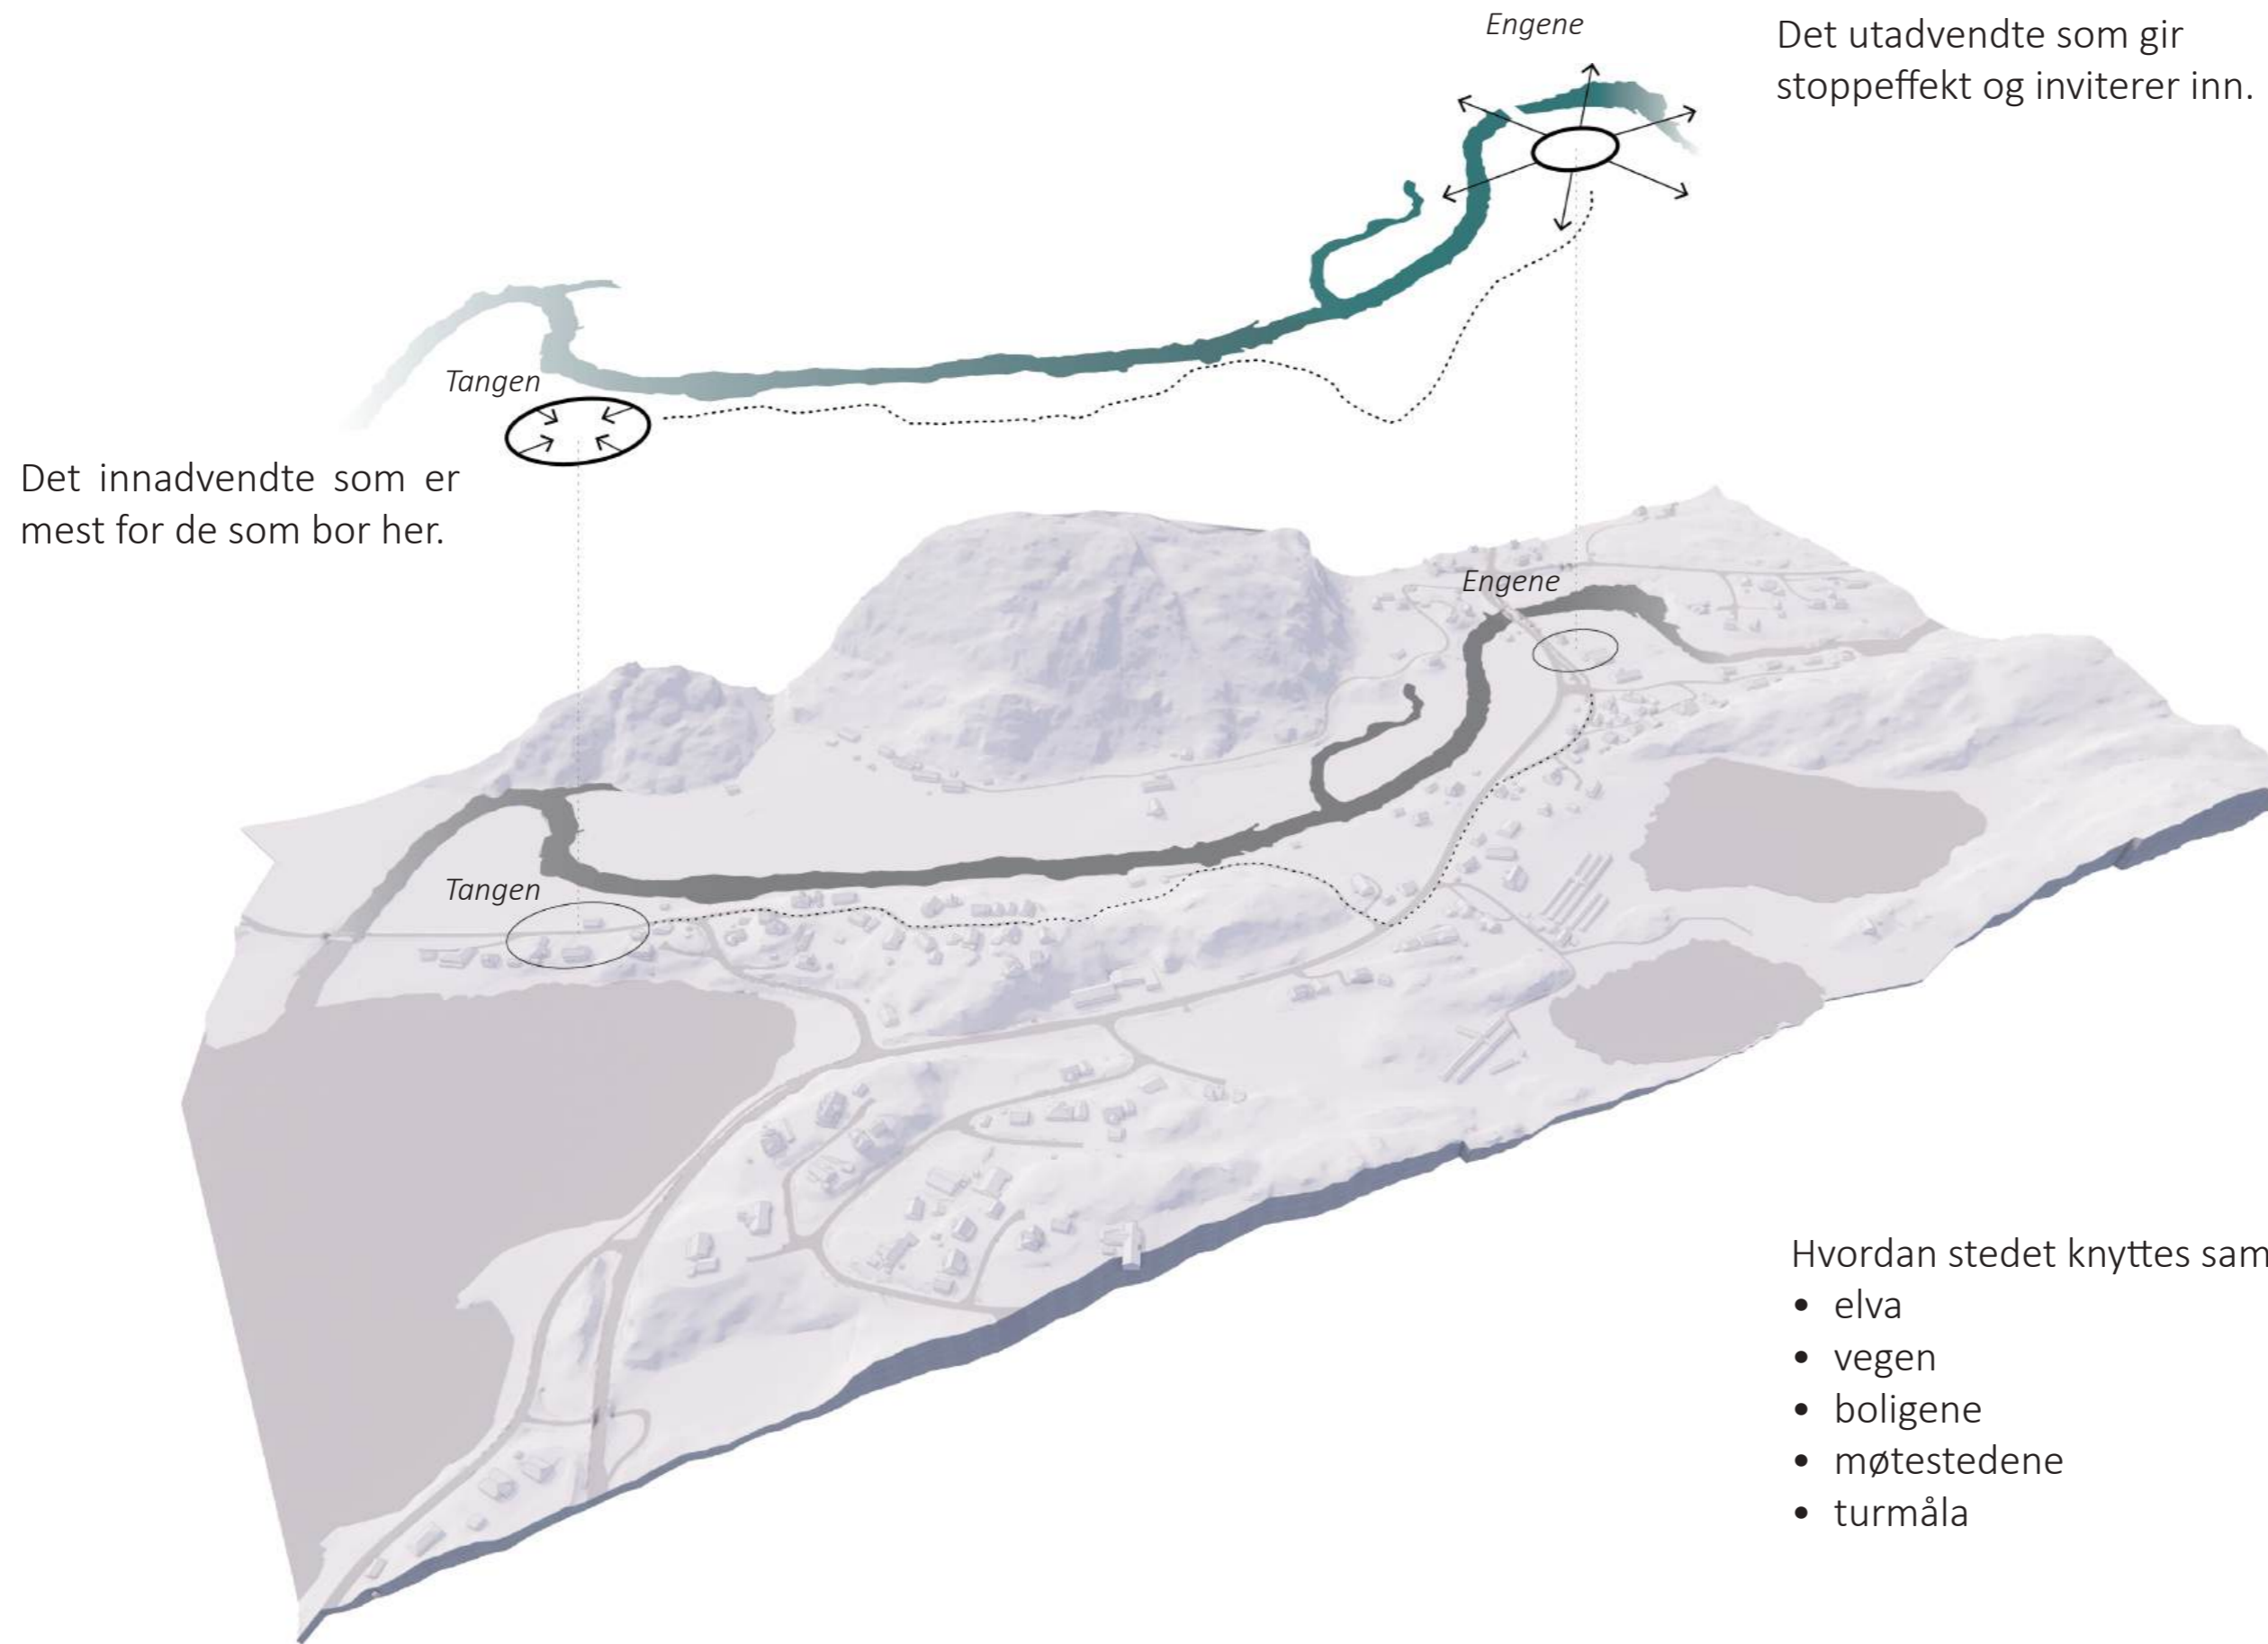 Engene
Det utadvendte som gir
stoppeffekt og inviterer inn.
Tangen
Det innadvendte som er
mest for de som bor her.
Engene
Tangen
Hvordan stedet knyttes sam
• elva
• vegen
• boligene
• møtestedene
• turmåla